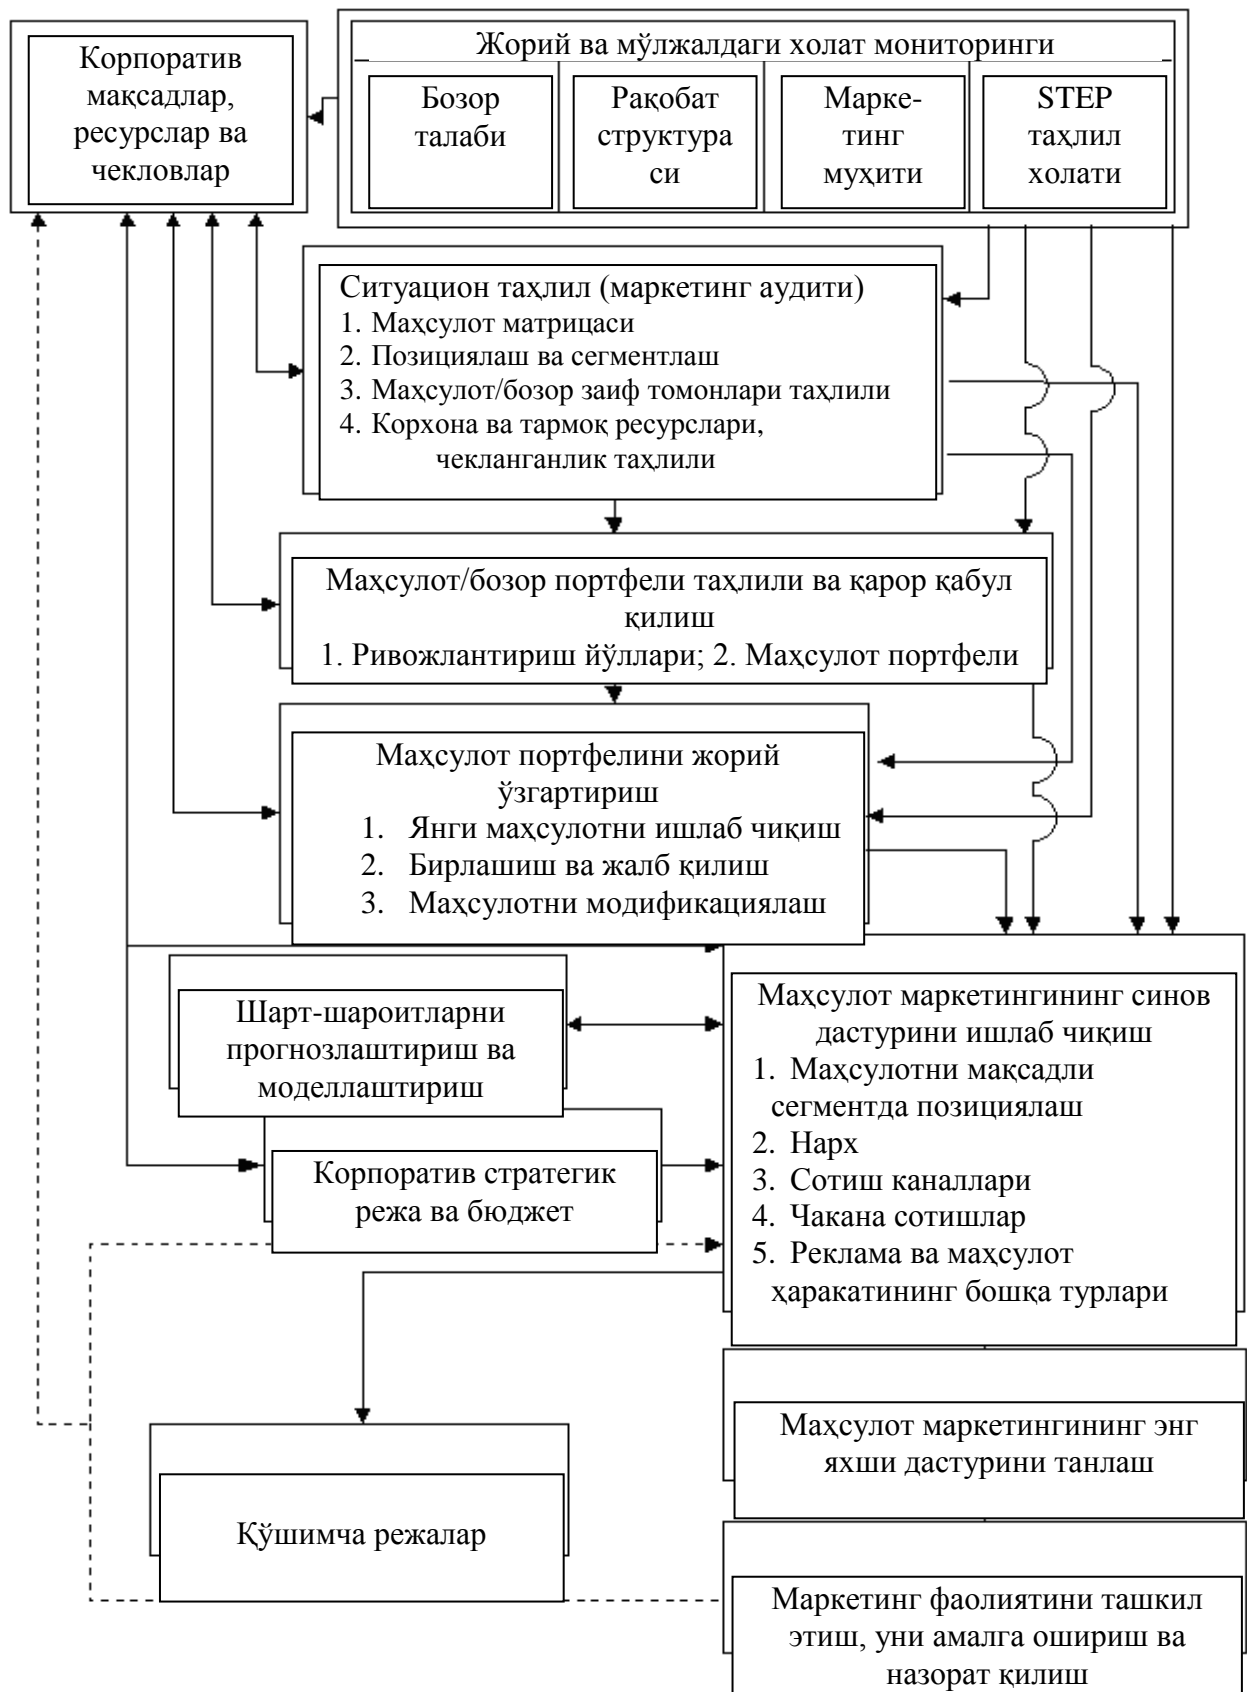 Корпоратив
мақсадлар,
ресурслар ва
чекловлар
Жорий ва мўлжалдаги холат мониторинги
Бозор
талаби
Рақобат
структура
си
Марке-
тинг
муҳити
STEP
таҳлил
холати
Ситуацион таҳлил (маркетинг аудити)
1. Маҳсулот матрицаси
2. Позициялаш ва сегментлаш
3. Маҳсулот/бозор заиф томонлари таҳлили
4. Корхона ва тармоқ ресурслари,
чекланганлик таҳлили
Маҳсулот/бозор портфели таҳлили ва қарор қабул
қилиш
1. Ривожлантириш йўллари; 2. Маҳсулот портфели
Маҳсулот портфелини жорий
ўзгартириш
1. Янги маҳсулотни ишлаб чиқиш
2. Бирлашиш ва жалб қилиш
3. Маҳсулотни модификациялаш
Шарт-шароитларни
прогнозлаштириш ва
моделлаштириш
Корпоратив стратегик
режа ва бюджет
Маҳсулот маркетингининг синов
дастурини ишлаб чиқиш
1. Маҳсулотни мақсадли
сегментда позициялаш
2. Нарх
3. Сотиш каналлари
4. Чакана сотишлар
5. Реклама ва маҳсулот
ҳаракатининг бошқа турлари
Маҳсулот маркетингининг энг
яхши дастурини танлаш
Қўшимча режалар
Маркетинг фаолиятини ташкил
этиш, уни амалга ошириш ва
назорат қилиш